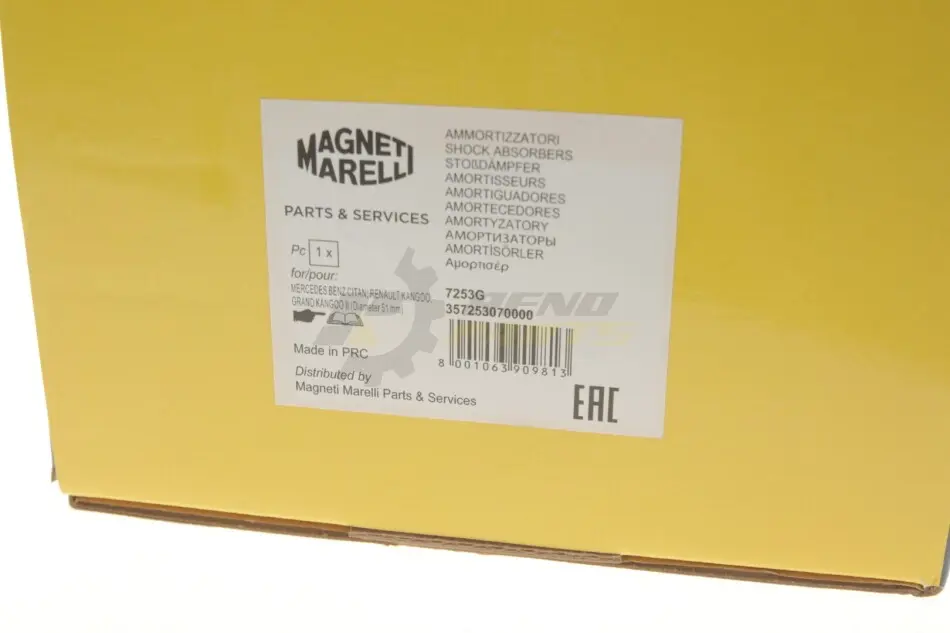 MAGNETI
MARELLI
PARTS & SERVICES
Pc 1 x
for/pour:
MERCEDES BENZ CITAN, RENAULT KANGOO,
GRAND KANGOO II (Diameter 51 mm)
Made in PRC
Distributed by
Magneti Marelli Parts & Services
AMMORTIZZATORI
SHOCK ABSORBERS
STOßDÄMPFER
AMORTISSEURS
AMORTIGUADORES
AMORTECEDORES
AMORTYZATORY
АМОРТИЗАТОРЫ
AMORTİSÖRLER
Αμορτισέρ
7253G
357253070000
8 001063 909813
EAC